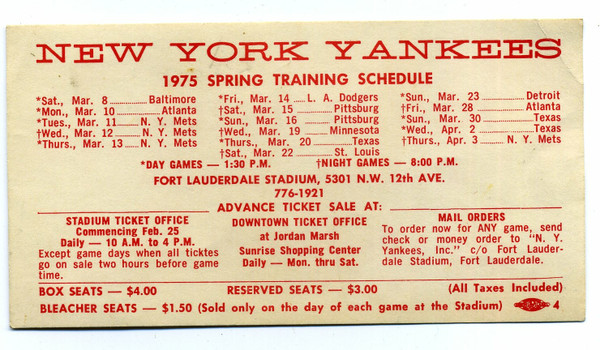 NEW YORK YANKEES
1975 SPRING TRAINING SCHEDULE
*Sat., Mar. 8 Baltimore
*Mon., Mar. 10 Atlanta
*Tues., Mar. 11 N. Y. Mets
†Wed., Mar. 12 N. Y. Mets
*Thurs., Mar. 13 N. Y. Mets
*Fri., Mar. 14 L. A. Dodgers
†Sat., Mar. 15 Pittsburg
*Sun., Mar. 16 Pittsburg
†Wed., Mar. 19 Minnesota
*Thurs., Mar. 20 Texas
†Sat., Mar. 22 St. Louis
*Sun., Mar. 23 Detroit
†Fri., Mar. 28 Atlanta
*Sun., Mar. 30 Texas
*Wed., Apr. 2 Texas
†Thurs., Apr. 3 N. Y. Mets
*DAY GAMES — 1:30 P.M. †NIGHT GAMES — 8:00 P.M.
FORT LAUDERDALE STADIUM, 5301 N.W. 12th AVE.
776-1921
ADVANCE TICKET SALE AT:
STADIUM TICKET OFFICE
Commencing Feb. 25
Daily — 10 A.M. to 4 P.M.
Except game days when all ticktes
go on sale two hours before game
time.
DOWNTOWN TICKET OFFICE
at Jordan Marsh
Sunrise Shopping Center
Daily — Mon. thru Sat.
MAIL ORDERS
To order now for ANY game, send
check or money order to "N. Y.
Yankees, Inc." c/o Fort Lauder-
dale Stadium, Fort Lauderdale.
BOX SEATS — $4.00 RESERVED SEATS — $3.00 (All Taxes Included)
BLEACHER SEATS — $1.50 (Sold only on the day of each game at the Stadium) 4